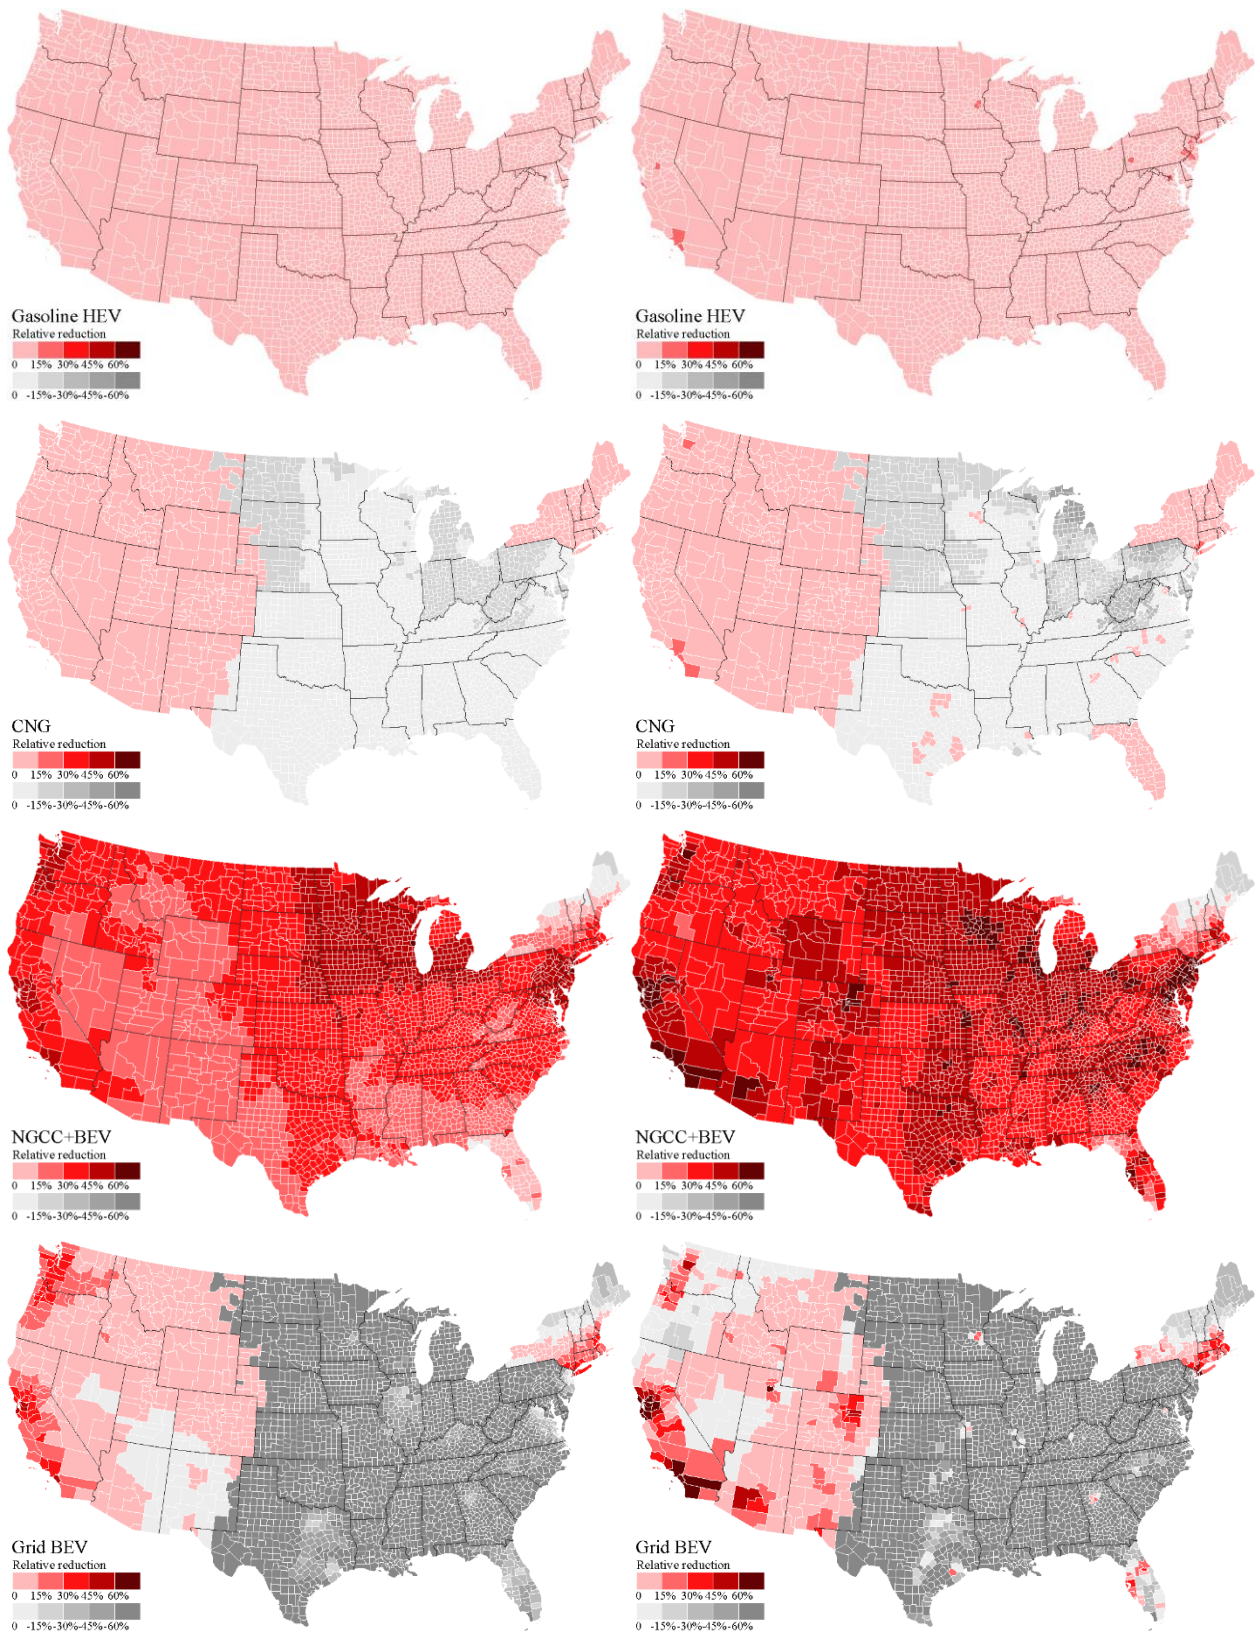 Gasoline HEV
Relative reduction
0 15% 30% 45% 60%
0 -15%-30%-45%-60%
Gasoline HEV
Relative reduction
0 15% 30% 45% 60%
0 -15%-30%-45%-60%
CNG
Relative reduction
0 15% 30% 45% 60%
0 -15%-30%-45%-60%
CNG
Relative reduction
0 15% 30% 45% 60%
0 -15%-30%-45%-60%
NGCC+BEV
Relative reduction
0 15% 30% 45% 60%
0 -15%-30%-45%-60%
NGCC+BEV
Relative reduction
0 15% 30% 45% 60%
0 -15%-30%-45%-60%
Grid BEV
Relative reduction
0 15% 30% 45% 60%
0 -15%-30%-45%-60%
Grid BEV
Relative reduction
0 15% 30% 45% 60%
0 -15%-30%-45%-60%